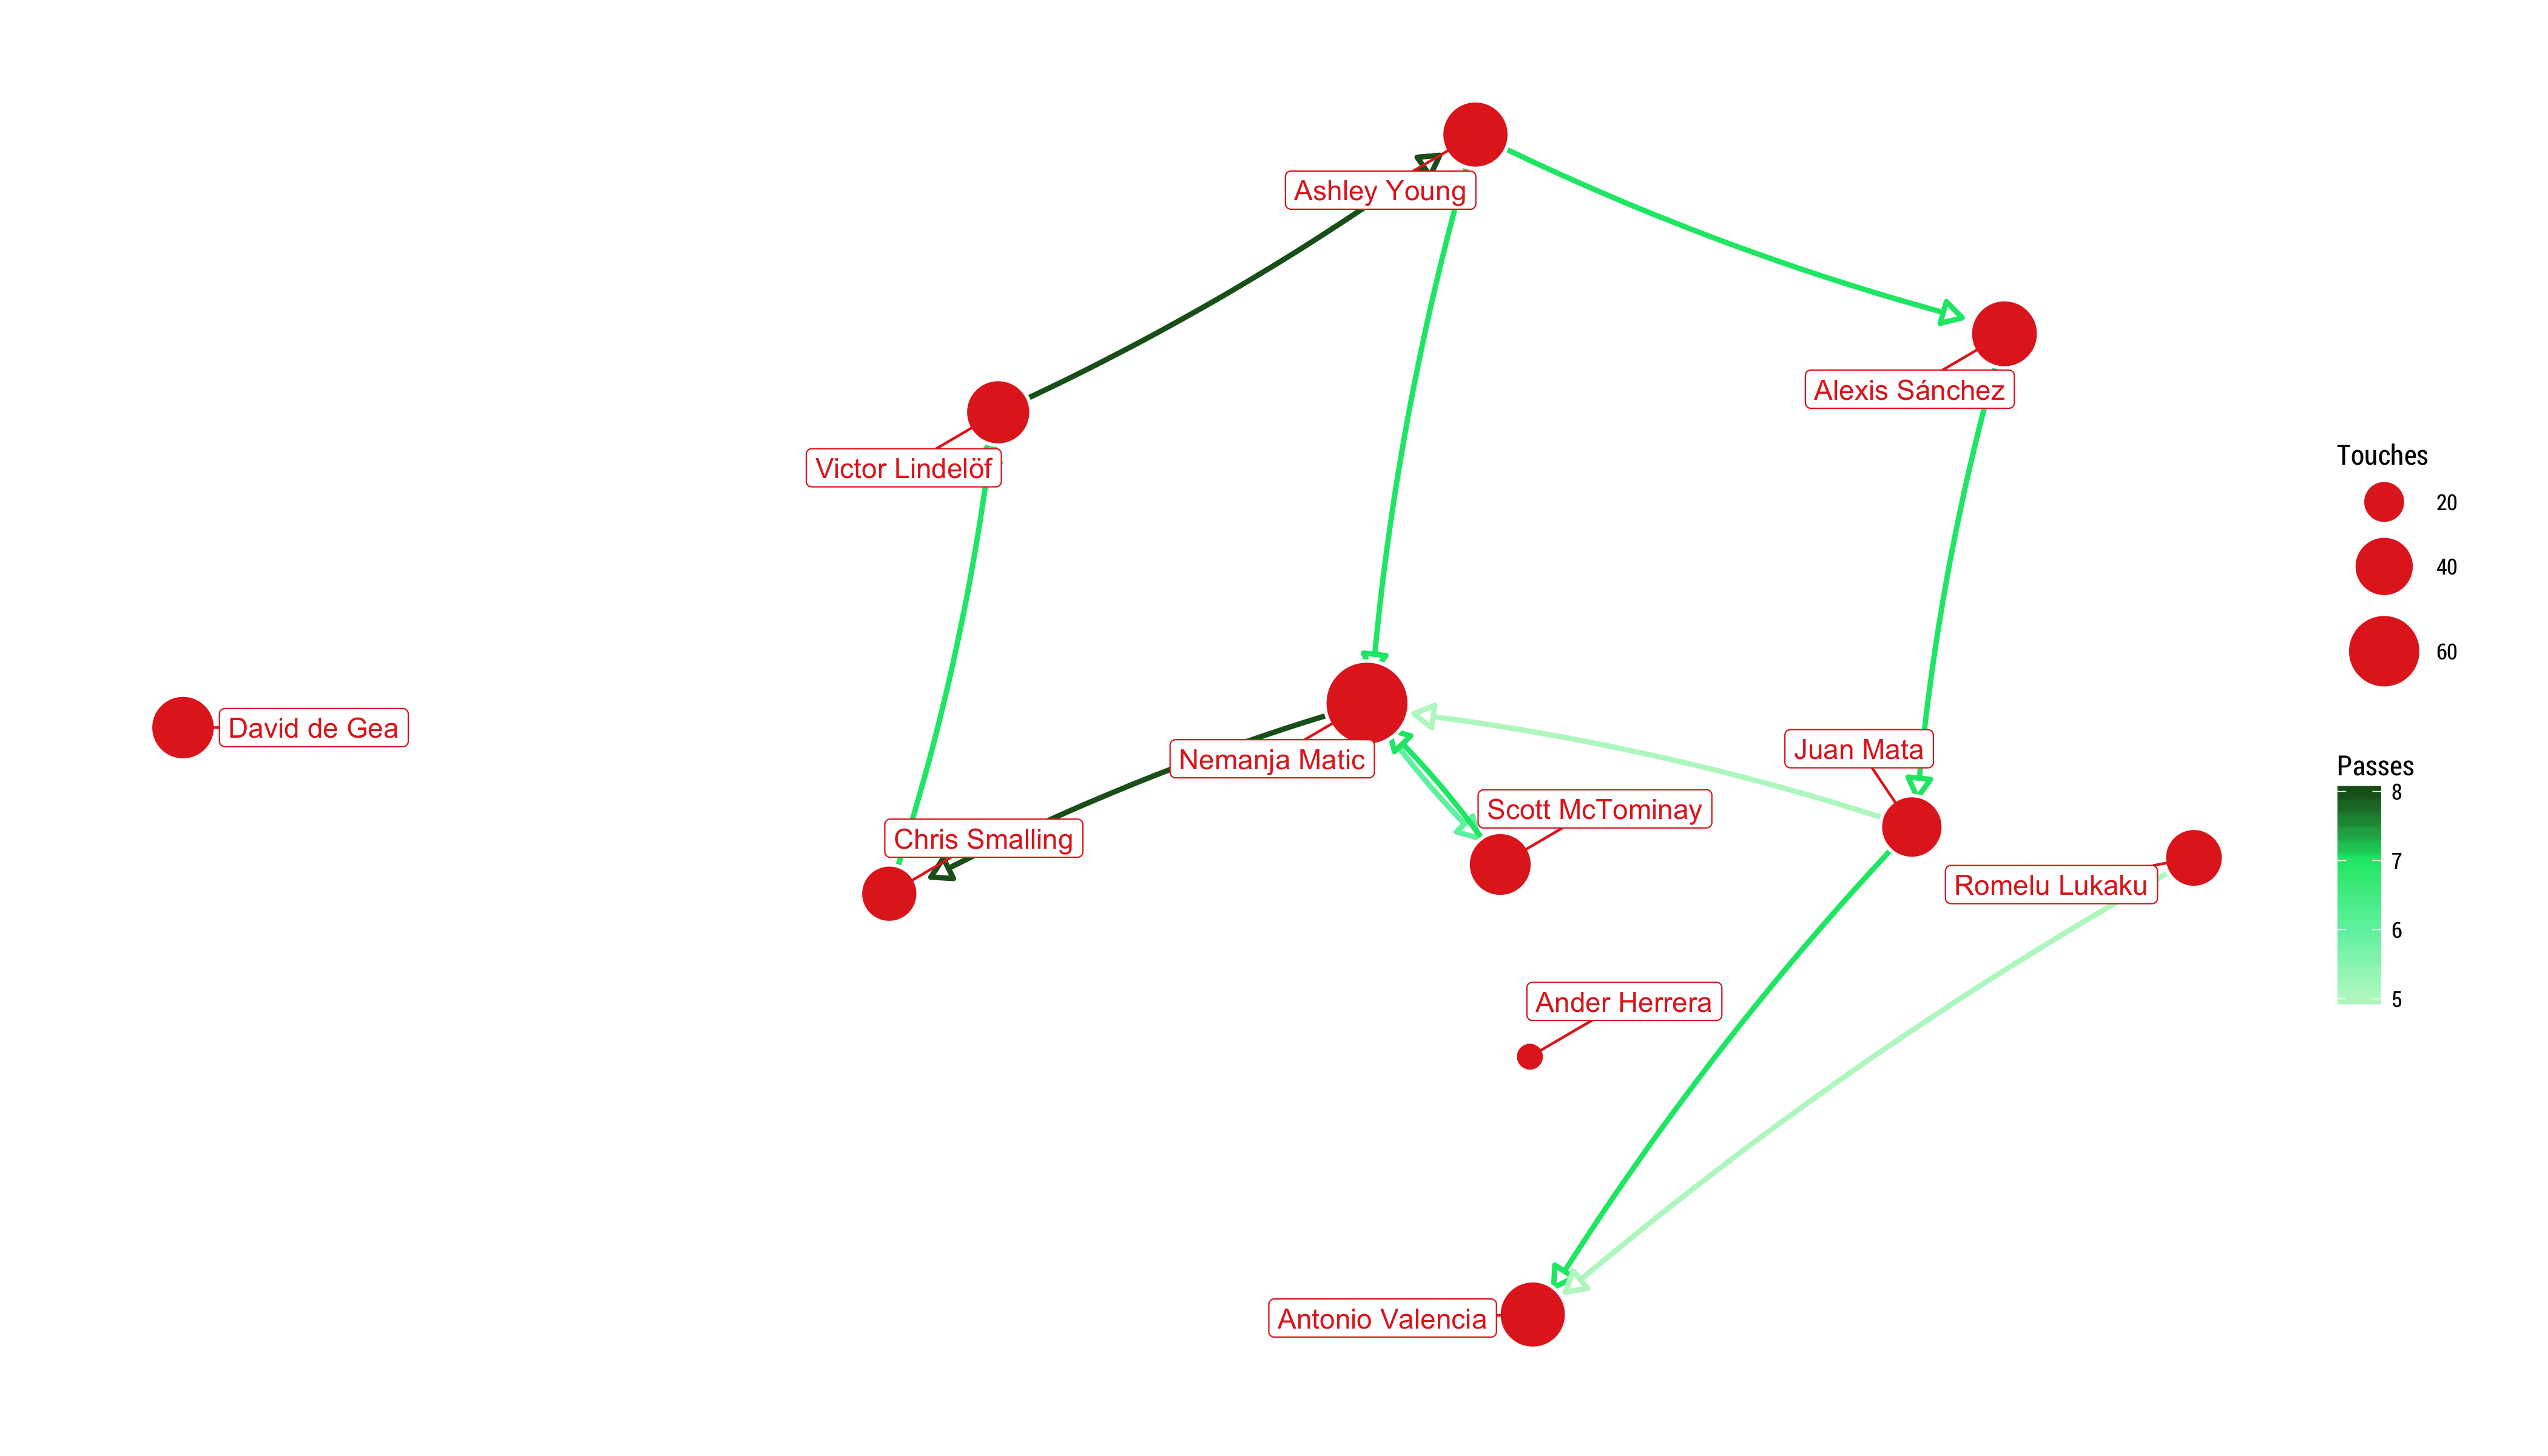 Ashley Young
Alexis Sánchez
Victor Lindelöf
David de Gea
Nemanja Matic
Juan Mata
Scott McTominay
Chris Smalling
Romelu Lukaku
Ander Herrera
Antonio Valencia
Touches
20
40
60
Passes
8
7
6
5